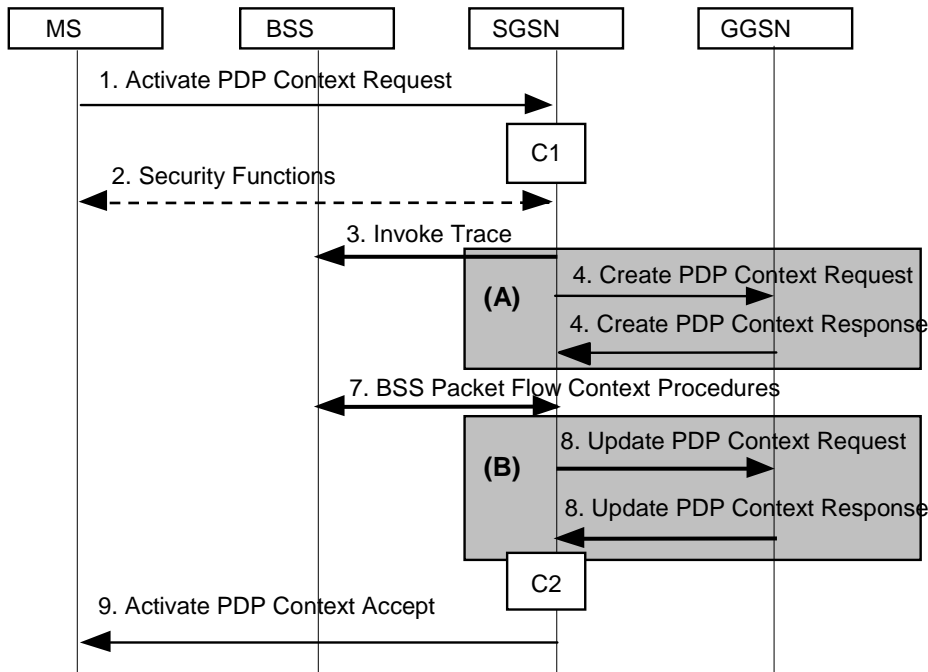 MS BSS SGSN GGSN
1. Activate PDP Context Request
C1
2. Security Functions
3. Invoke Trace
(A)
4. Create PDP Context Request
4. Create PDP Context Response
7. BSS Packet Flow Context Procedures
(B)
8. Update PDP Context Request
8. Update PDP Context Response
C2
9. Activate PDP Context Accept